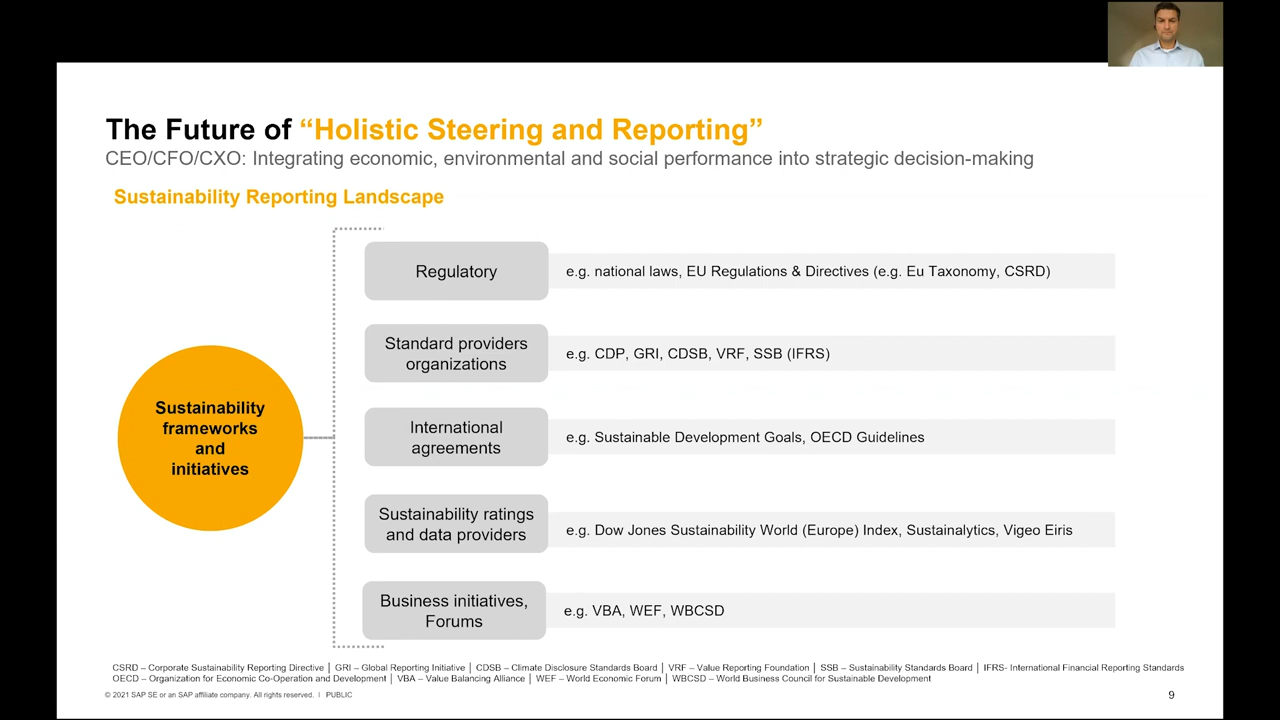 The Future of “Holistic Steering and Reporting”
CEO/CFO/CXO: Integrating economic, environmental and social performance into strategic decision-making
Sustainability Reporting Landscape
Sustainability
frameworks
and
initiatives
Regulatory
e.g. national laws, EU Regulations & Directives (e.g. Eu Taxonomy, CSRD)
Standard providers
organizations
e.g. CDP, GRI, CDSB, VRF, SSB (IFRS)
International
agreements
e.g. Sustainable Development Goals, OECD Guidelines
Sustainability ratings
and data providers
e.g. Dow Jones Sustainability World (Europe) Index, Sustainalytics, Vigeo Eiris
Business initiatives,
Forums
e.g. VBA, WEF, WBCSD
CSRD – Corporate Sustainability Reporting Directive | GRI – Global Reporting Initiative | CDSB – Climate Disclosure Standards Board | VRF – Value Reporting Foundation | SSB – Sustainability Standards Board | IFRS- International Financial Reporting Standards
OECD – Organization for Economic Co-Operation and Development | VBA – Value Balancing Alliance | WEF – World Economic Forum | WBCSD – World Business Council for Sustainable Development
© 2021 SAP SE or an SAP affiliate company. All rights reserved. | PUBLIC
9